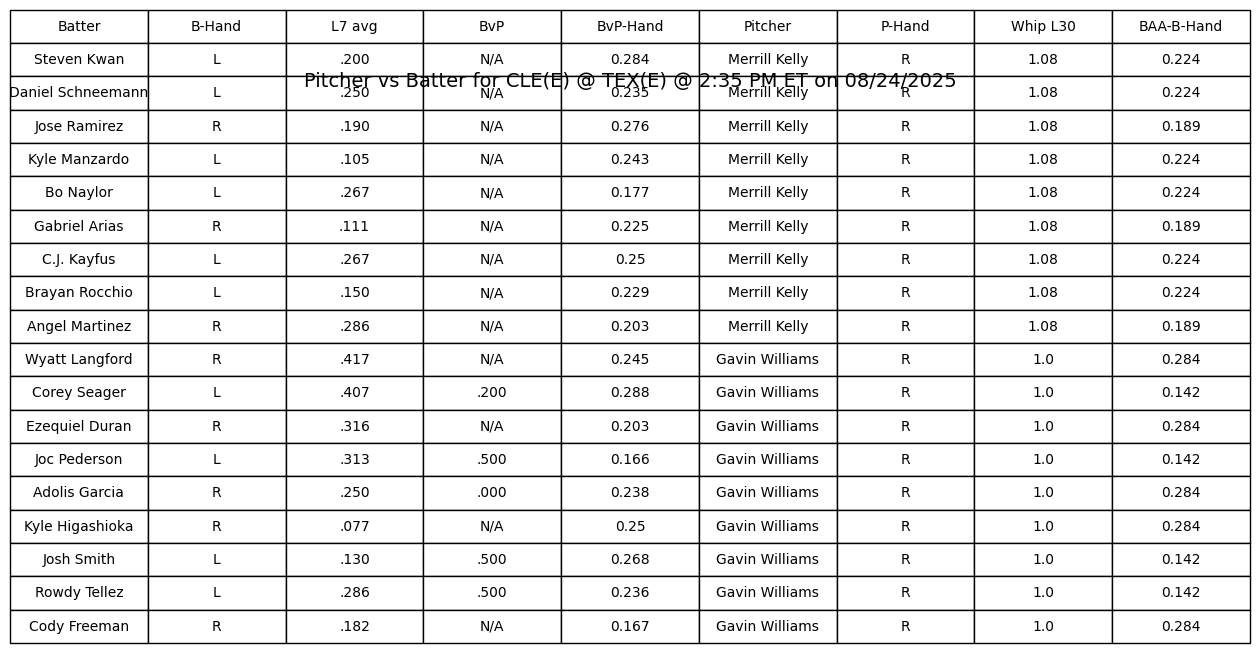 Batter B-Hand L7 avg BvP BvP-Hand Pitcher P-Hand Whip L30 BAA-B-Hand
Steven Kwan L .200 N/A 0.284 Merrill Kelly R 1.08 0.224
Pitcher vs Batter for CLE(E) @ TEX(E) @ 2:35 PM ET on 08/24/2025
Daniel Schneemann L .250 N/A 0.235 Merrill Kelly R 1.08 0.224
Jose Ramirez R .190 N/A 0.276 Merrill Kelly R 1.08 0.189
Kyle Manzardo L .105 N/A 0.243 Merrill Kelly R 1.08 0.224
Bo Naylor L .267 N/A 0.177 Merrill Kelly R 1.08 0.224
Gabriel Arias R .111 N/A 0.225 Merrill Kelly R 1.08 0.189
C.J. Kayfus L .267 N/A 0.25 Merrill Kelly R 1.08 0.224
Brayan Rocchio L .150 N/A 0.229 Merrill Kelly R 1.08 0.224
Angel Martinez R .286 N/A 0.203 Merrill Kelly R 1.08 0.189
Wyatt Langford R .417 N/A 0.245 Gavin Williams R 1.0 0.284
Corey Seager L .407 .200 0.288 Gavin Williams R 1.0 0.142
Ezequiel Duran R .316 N/A 0.203 Gavin Williams R 1.0 0.284
Joc Pederson L .313 .500 0.166 Gavin Williams R 1.0 0.142
Adolis Garcia R .250 .000 0.238 Gavin Williams R 1.0 0.284
Kyle Higashioka R .077 N/A 0.25 Gavin Williams R 1.0 0.284
Josh Smith L .130 .500 0.268 Gavin Williams R 1.0 0.142
Rowdy Tellez L .286 .500 0.236 Gavin Williams R 1.0 0.142
Cody Freeman R .182 N/A 0.167 Gavin Williams R 1.0 0.284